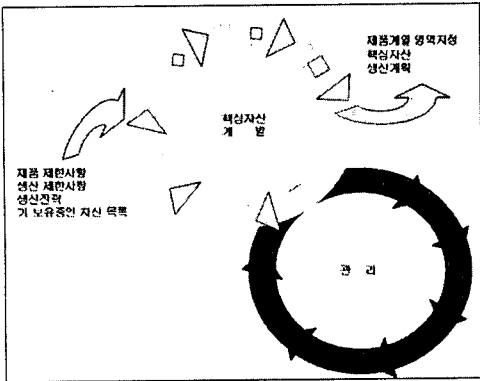 제품계열 영역지정
핵심자산
생산계획
핵심자산
개 발
제품 제한사항
생산 제한사항
생산전략
기 보유중인 자산 목록
관 리